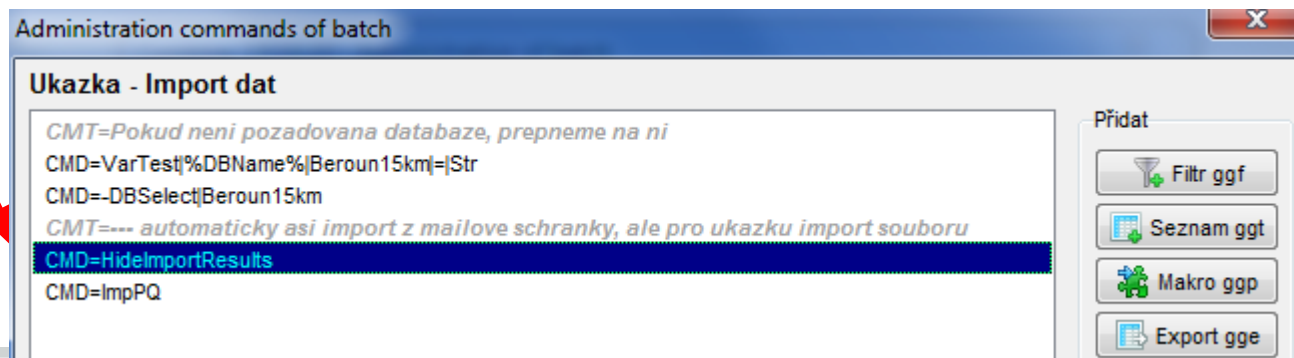 Administration commands of batch
Ukazka - Import dat
CMT=Pokud neni pozadovana databaze, prepneme na ni
CMD=VarTest|%DBName%|Beroun15km|=|Str
CMD=-DBSelect|Beroun15km
CMT=--- automaticky asi import z mailove schranky, ale pro ukazku import souboru
CMD=HideImportResults
CMD=ImpPQ
Přidat
Filtr ggf
Seznam ggt
Makro ggp
Export gge